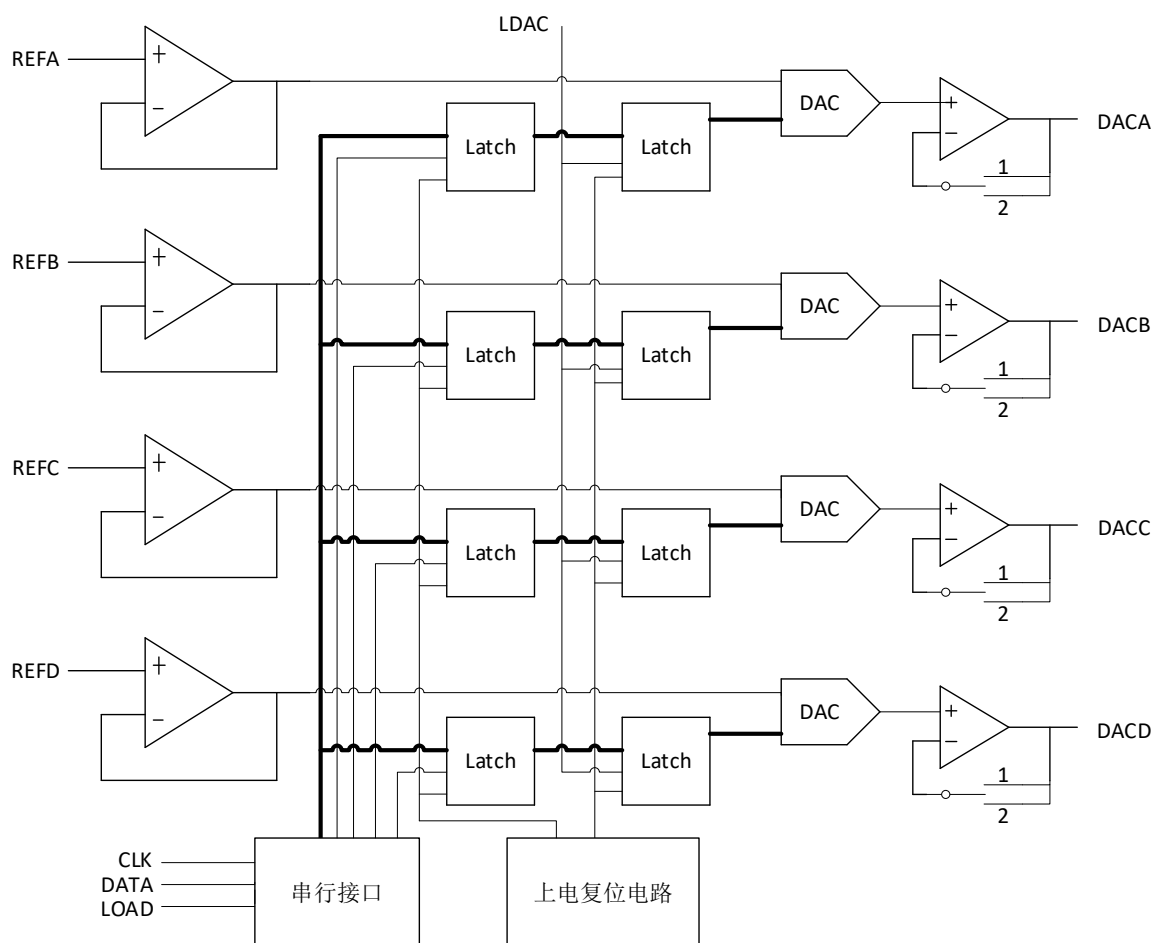 LDAC
REFA
+
−
DAC
+
−
DACA
Latch
Latch
1
2
REFB
+
−
DAC
+
−
DACB
Latch
Latch
1
2
REFC
+
−
DAC
+
−
DACC
Latch
Latch
1
2
REFD
+
−
DAC
+
−
DACD
Latch
Latch
1
2
CLK
DATA
LOAD
串行接口
上电复位电路